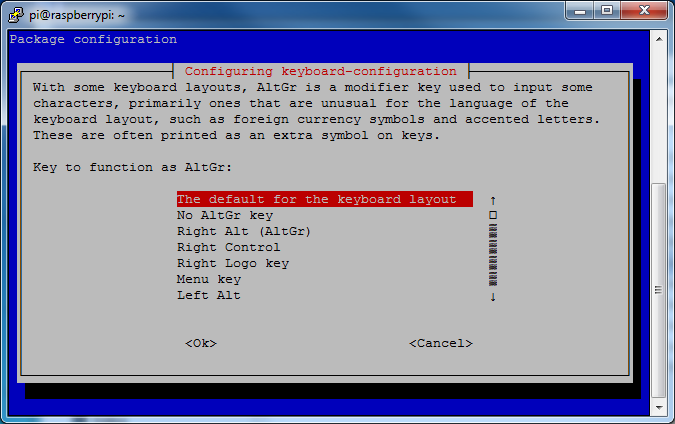 pi@raspberrypi: ~
Package configuration
Configuring keyboard-configuration
With some keyboard layouts, AltGr is a modifier key used to input some
characters, primarily ones that are unusual for the language of the
keyboard layout, such as foreign currency symbols and accented letters.
These are often printed as an extra symbol on keys.
Key to function as AltGr:
The default for the keyboard layout
No AltGr key
Right Alt (AltGr)
Right Control
Right Logo key
Menu key
Left Alt
<Ok> <Cancel>